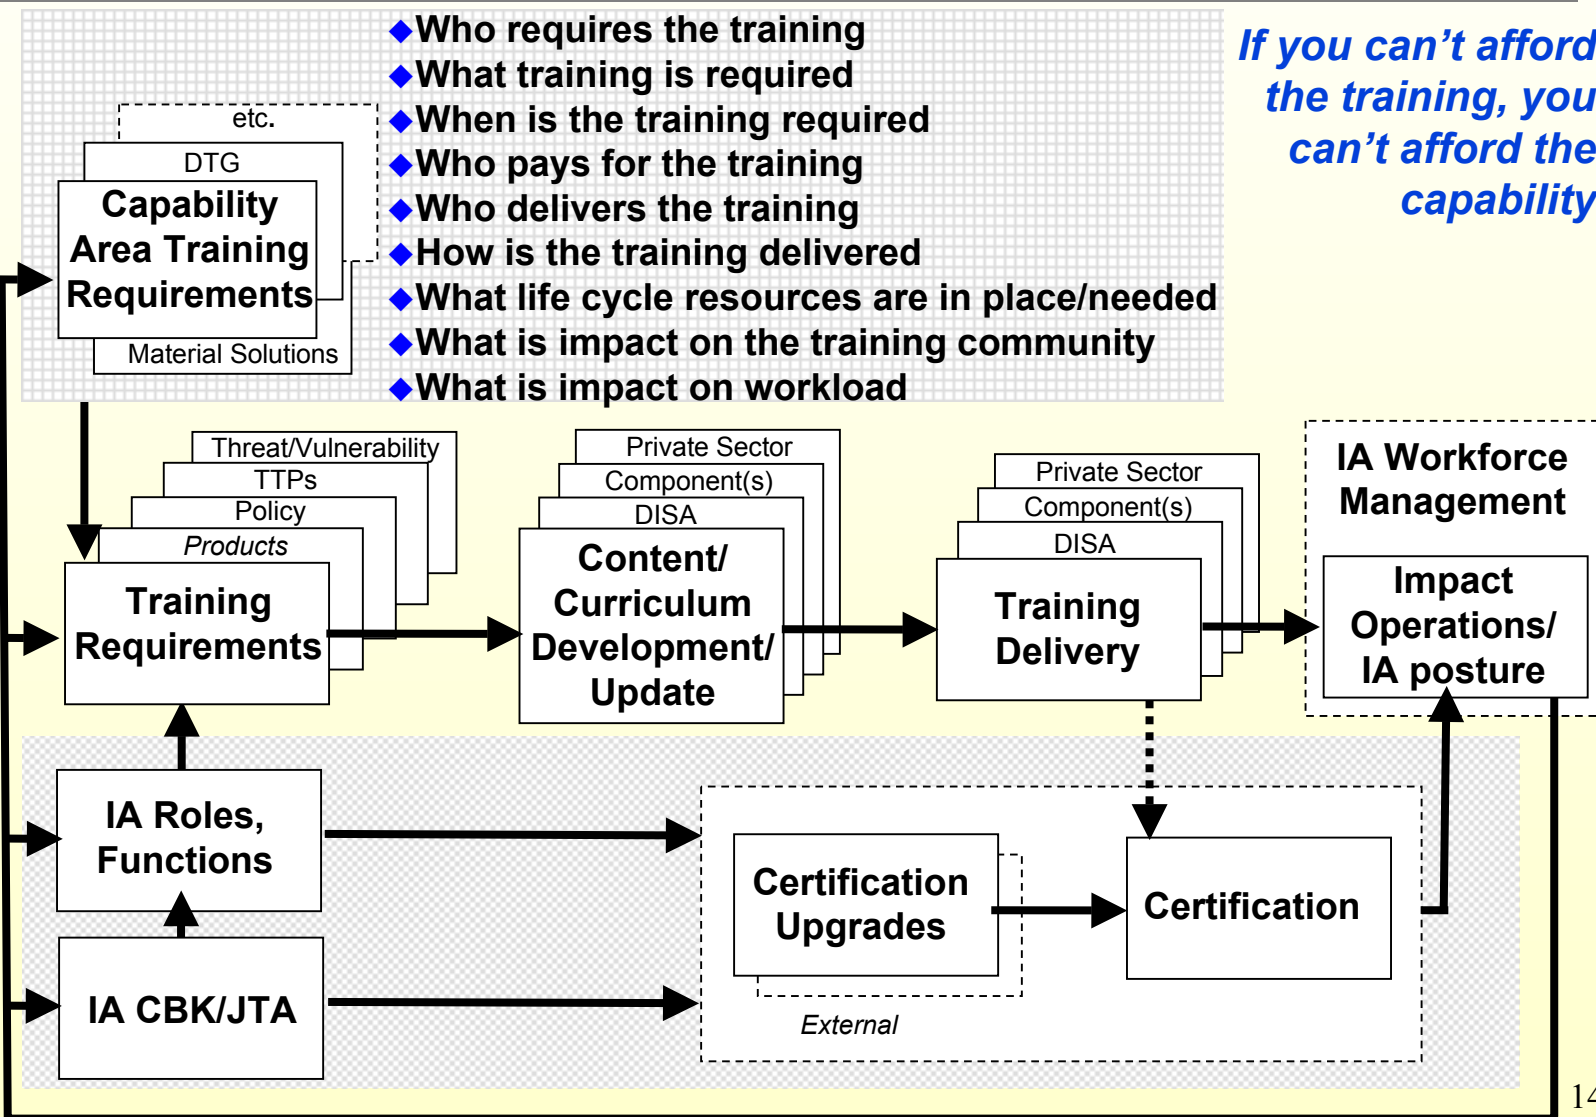 ◆Who requires the training
◆What training is required
◆When is the training required
◆Who pays for the training
◆Who delivers the training
◆How is the training delivered
◆What life cycle resources are in place/needed
◆What is impact on the training community
◆What is impact on workload
If you can’t afford
the training, you
can’t afford the
capability
etc.
DTG
Capability
Area Training
Requirements
Material Solutions
Threat/Vulnerability
TTPs
Policy
Products
Training
Requirements
Private Sector
Component(s)
DISA
Content/
Curriculum
Development/
Update
Private Sector
Component(s)
DISA
Training
Delivery
IA Workforce
Management
Impact
Operations/
IA posture
IA Roles,
Functions
IA CBK/JTA
Certification
Upgrades
External
Certification
14